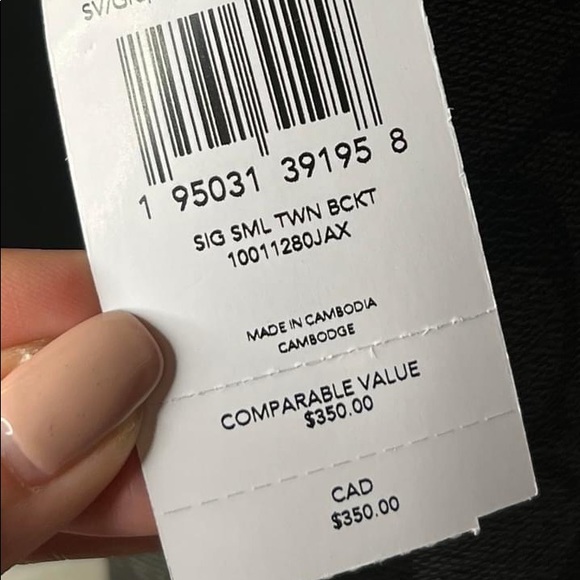 1 95031 39195 8
SIG SML TWN BCKT
10011280JAX
MADE IN CAMBODIA
CAMBODGE
COMPARABLE VALUE
$350.00
CAD
$350.00